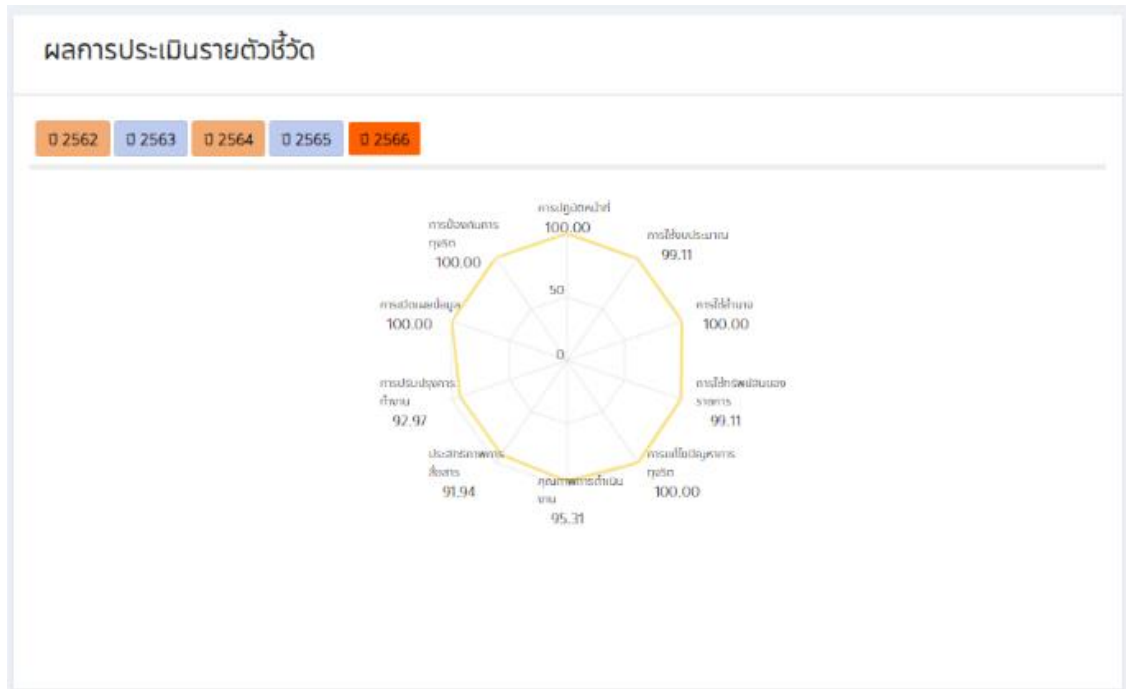 ผลการประเมินรายตัวชี้วัด
ปี 2562 ปี 2563 ปี 2564 ปี 2565 ปี 2566
การปฏิบัติหน้าที่
100.00
การใช้งบประมาณ
99.11
การใช้อำนาจ
100.00
การใช้ทรัพย์สินของ
ราชการ
99.11
การแก้ไขปัญหาการ
ทุจริต
100.00
คุณภาพการดำเนิน
งาน
95.31
ประสิทธิภาพการ
สื่อสาร
91.94
การปรับปรุงการ
ทำงาน
92.97
การเปิดเผยข้อมูล
100.00
การป้องกันการ
ทุจริต
100.00
50
0